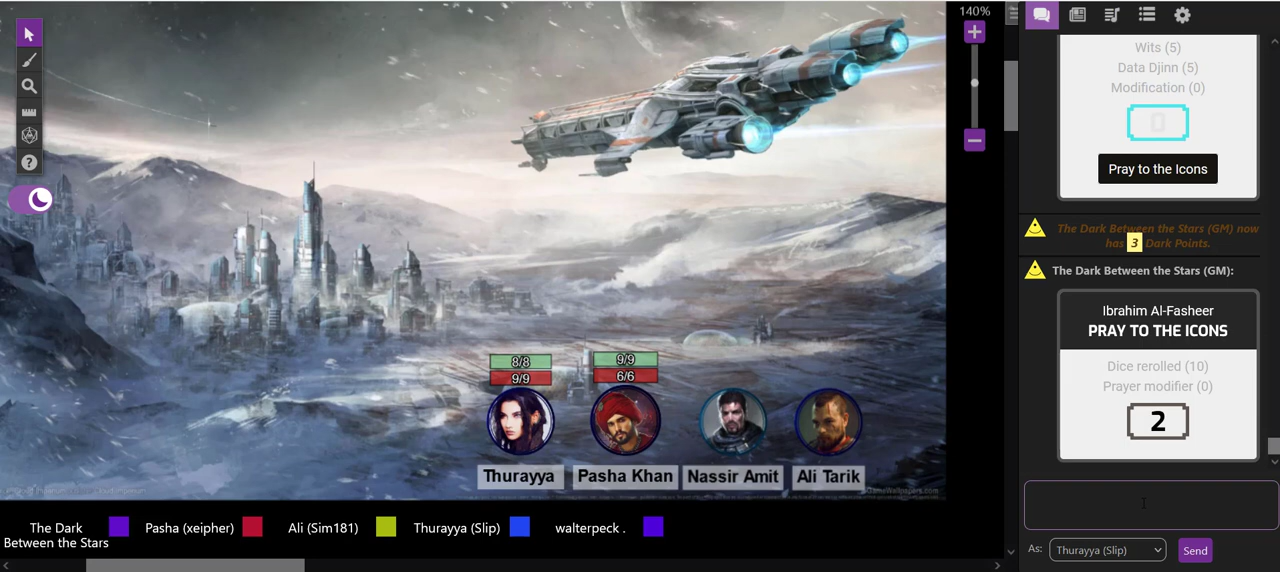 140%
Wits (5)
Data Djinn (5)
Modification (0)
0
Pray to the Icons
The Dark Between the Stars (GM) now
has 3 Dark Points.
The Dark Between the Stars (GM):
Ibrahim Al-Fasheer
PRAY TO THE ICONS
Dice rerolled (10)
Prayer modifier (0)
2
8/8
9/9
9/9
6/6
Thurayya
Pasha Khan
Nassir Amit
Ali Tarik
GameWallpapers.com
The Dark
Between the Stars
Pasha (xeipher)
Ali (Sim181)
Thurayya (Slip)
walterpeck .
As:
Thurayya (Slip)
Send